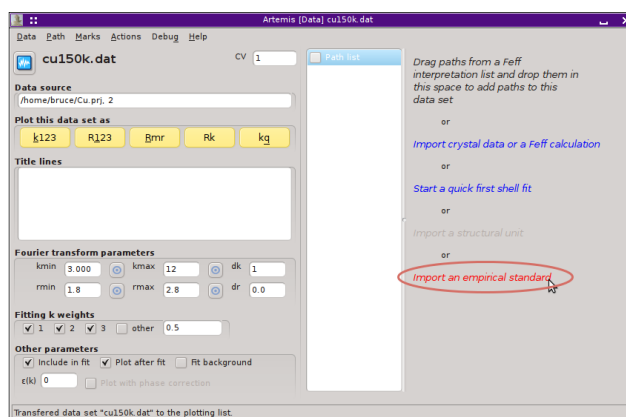 Artemis [Data] cu150k.dat
Data Path Marks Actions Debug Help
cu150k.dat
CV 1
Data source
/home/bruce/Cu.prj, 2
Plot this data set as
k123 R123 Rmr Rk kq
Title lines
Fourier transform parameters
kmin 3.000 kmax 12 dk 1
rmin 1.8 rmax 2.8 dr 0.0
Fitting k weights
1 2 3 other 0.5
Other parameters
Include in fit Plot after fit Fit background
ε(k) 0 Plot with phase correction
Path list
Drag paths from a Feff
interpretation list and drop them in
this space to add paths to this
data set
or
Import crystal data or a Feff calculation
or
Start a quick first shell fit
or
Import a structural unit
or
Import an empirical standard
Transfered data set "cu150k.dat" to the plotting list.